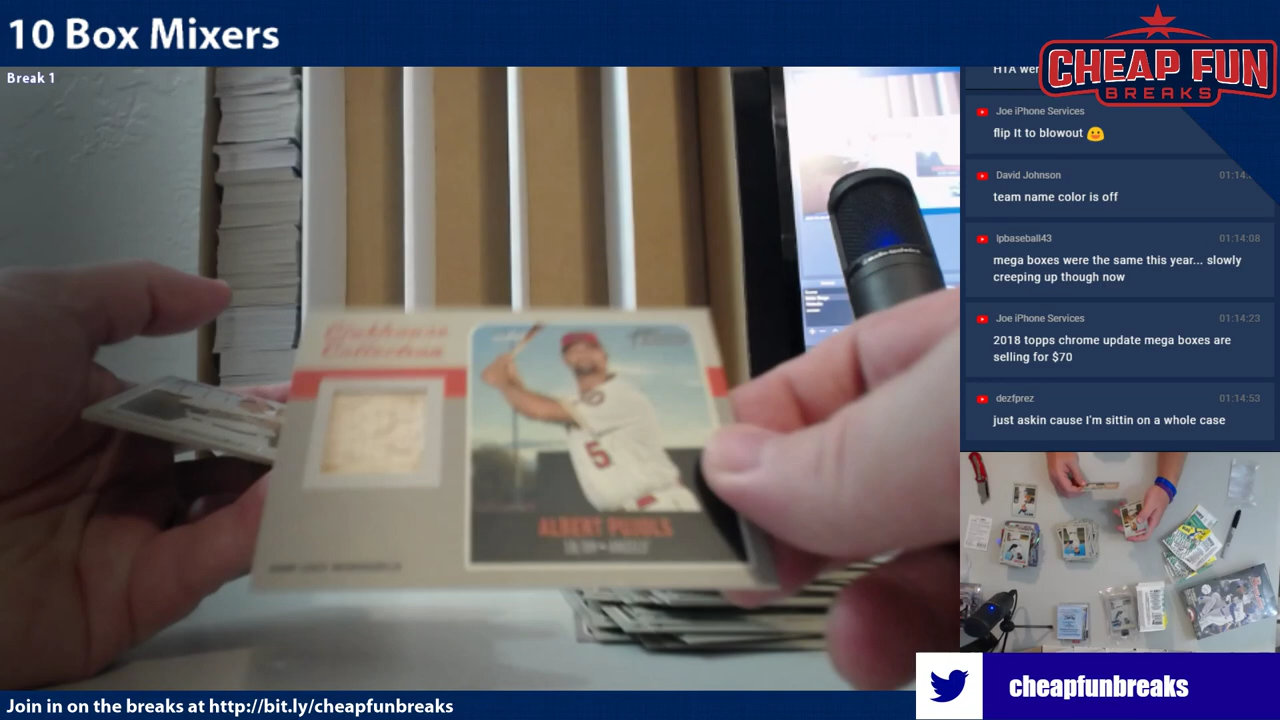 10 Box Mixers
Break 1
CHEAP FUN
BREAKS
HTA wer
Joe iPhone Services
flip It to blowout
David Johnson
01:14
team name color is off
lpbaseball43
01:14:08
mega boxes were the same this year... slowly
creeping up though now
Joe iPhone Services
01:14:23
2018 topps chrome update mega boxes are
selling for $70
dezfprez
01:14:53
just askin cause I'm sittin on a whole case
Clubhouse
Collection
5
ALBERT PUJOLS
cheapfunbreaks
Join in on the breaks at http://bit.ly/cheapfunbreaks